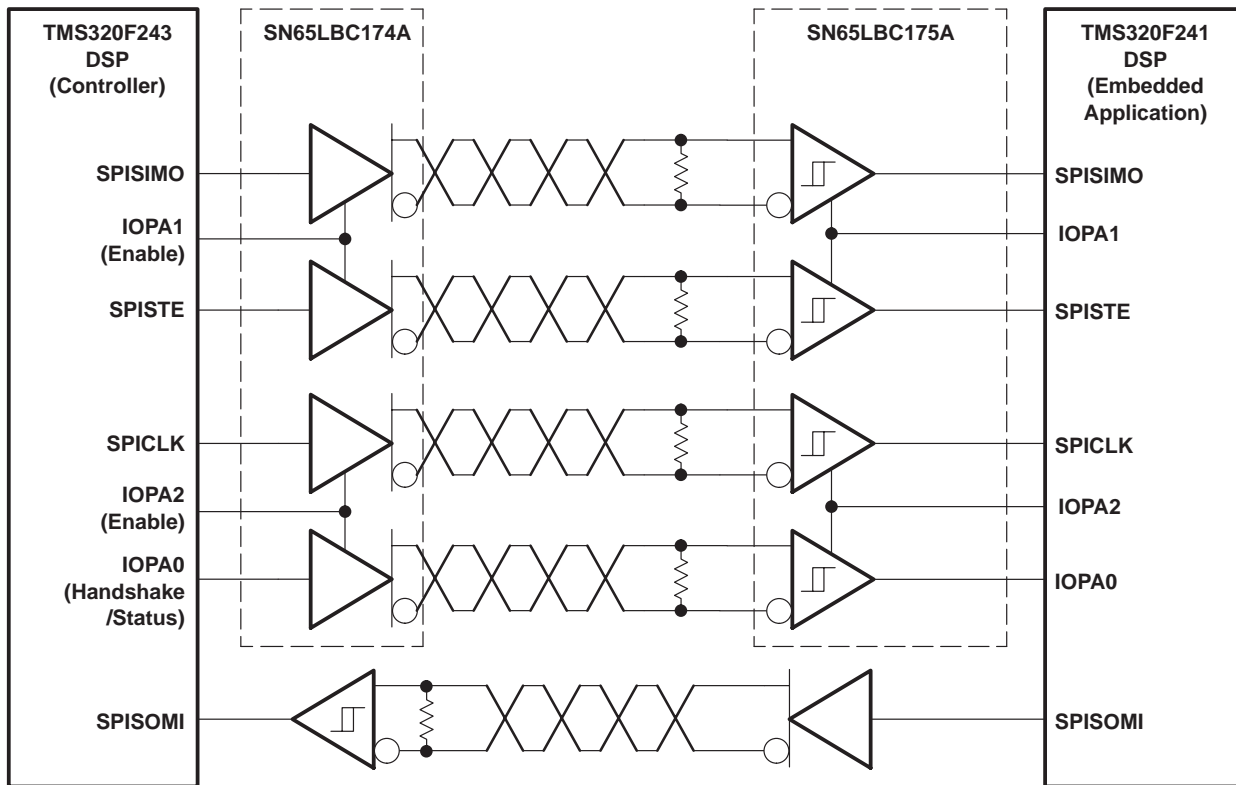 TMS320F243
DSP
(Controller)
SN65LBC174A
SN65LBC175A
TMS320F241
DSP
(Embedded
Application)
SPISIMO
SPISIMO
IOPA1
(Enable)
IOPA1
SPISTE
SPISTE
SPICLK
SPICLK
IOPA2
(Enable)
IOPA2
IOPA0
(Handshake
/Status)
IOPA0
SPISOMI
SPISOMI